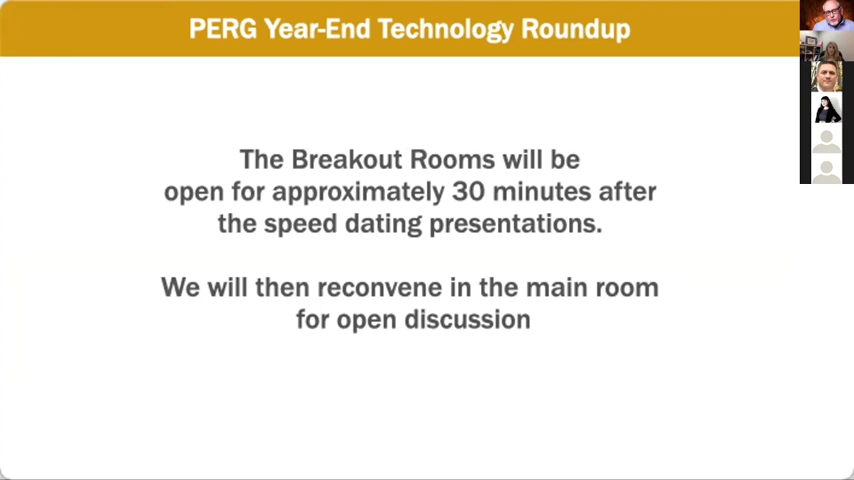 PERG Year-End Technology Roundup
The Breakout Rooms will be
open for approximately 30 minutes after
the speed dating presentations.
We will then reconvene in the main room
for open discussion